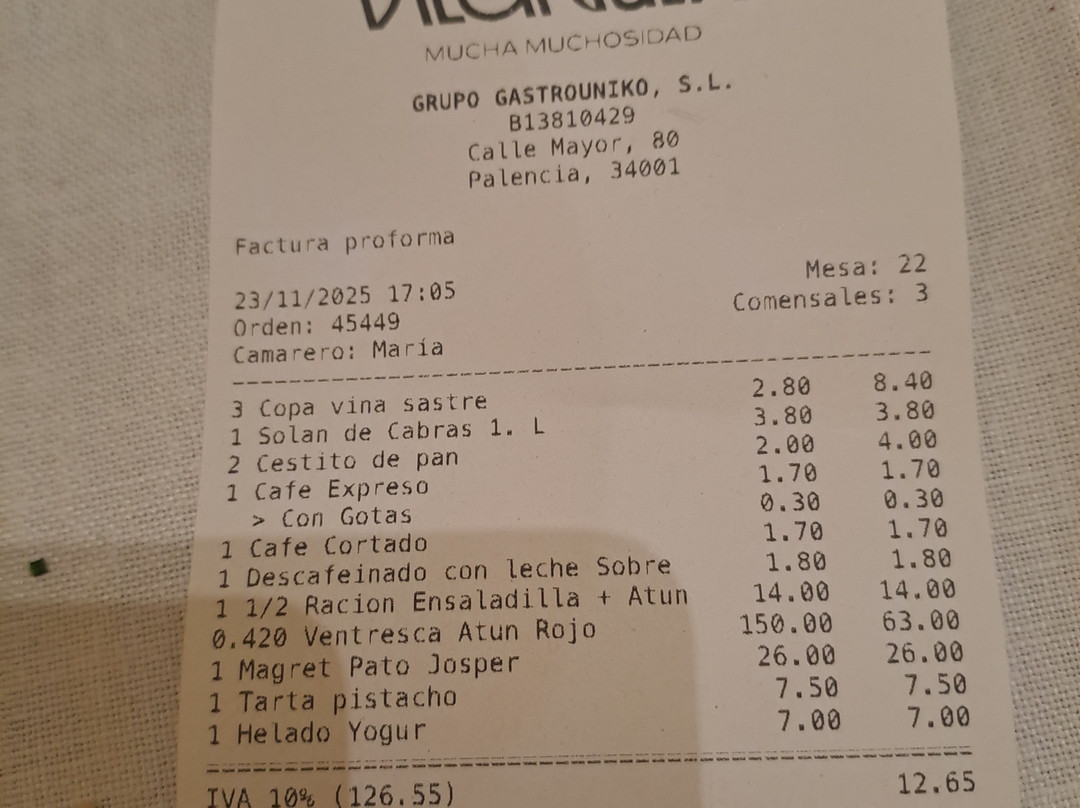 MUCHA MUCHOSIDAD
GRUPO GASTROUNIKO, S.L.
B13810429
Calle Mayor, 80
Palencia, 34001
Factura proforma
Mesa: 22
23/11/2025 17:05
Comensales: 3
Orden: 45449
Camarero: María
3 Copa vina sastre 2.80 8.40
1 Solan de Cabras 1. L 3.80 3.80
2 Cestito de pan 2.00 4.00
1 Cafe Expreso 1.70 1.70
> Con Gotas 0.30 0.30
1 Cafe Cortado 1.70 1.70
1 Descafeinado con leche Sobre 1.80 1.80
1 1/2 Racion Ensaladilla + Atun 14.00 14.00
0.420 Ventresca Atun Rojo 150.00 63.00
1 Magret Pato Josper 26.00 26.00
1 Tarta pistacho 7.50 7.50
1 Helado Yogur 7.00 7.00
IVA 10% (126.55) 12.65